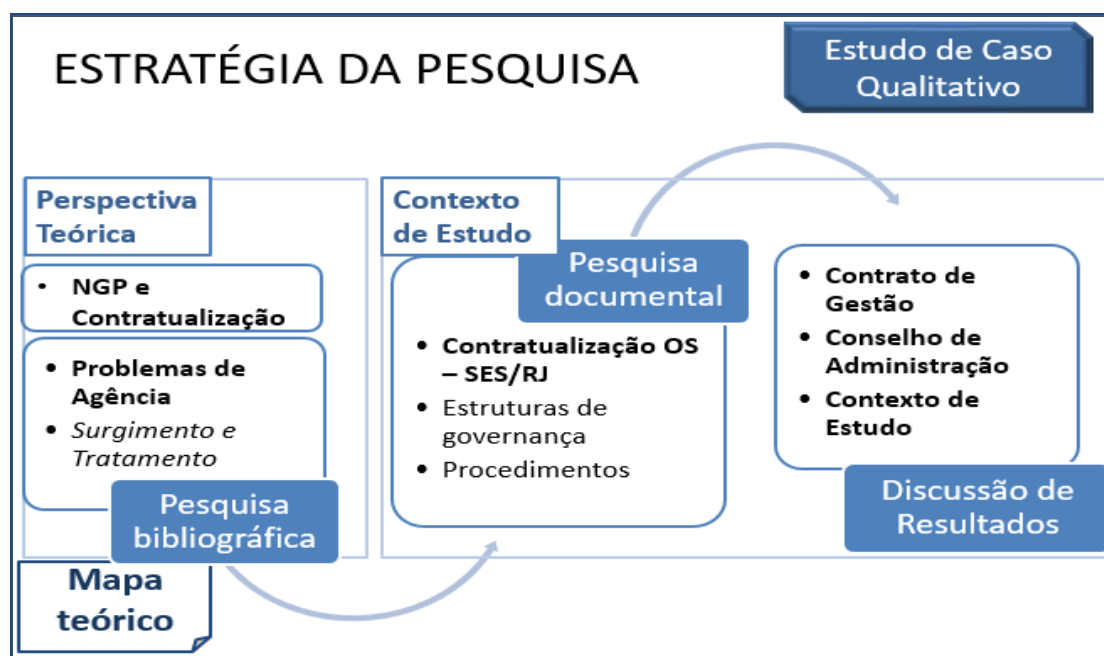 ESTRATÉGIA DA PESQUISA
Estudo de Caso
Qualitativo
Perspectiva
Teórica
• NGP e
Contratualização
• Problemas de
Agência
• Surgimento e
Tratamento
Pesquisa
bibliográfica
Mapa
teórico
Contexto
de Estudo
Pesquisa
documental
• Contratualização OS
– SES/RJ
• Estruturas de
governança
• Procedimentos
• Contrato de
Gestão
• Conselho de
Administração
• Contexto de
Estudo
Discussão de
Resultados